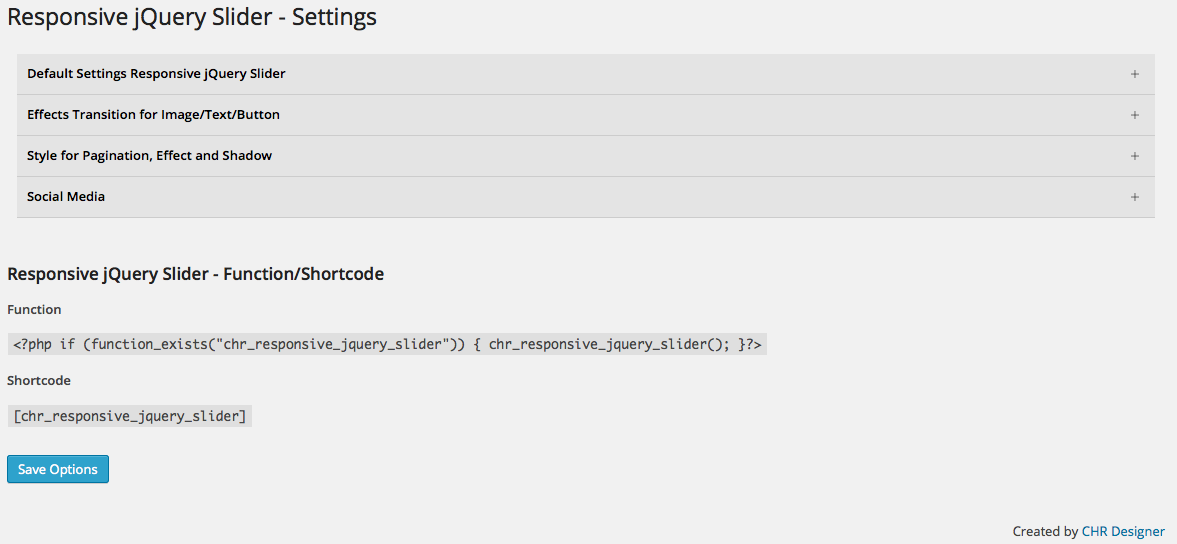 Responsive jQuery Slider - Settings
Default Settings Responsive jQuery Slider +
Effects Transition for Image/Text/Button +
Style for Pagination, Effect and Shadow +
Social Media +
Responsive jQuery Slider - Function/Shortcode
Function
<?php if (function_exists("chr_responsive_jquery_slider")) { chr_responsive_jquery_slider(); }?>
Shortcode
[chr_responsive_jquery_slider]
Save Options
Created by CHR Designer